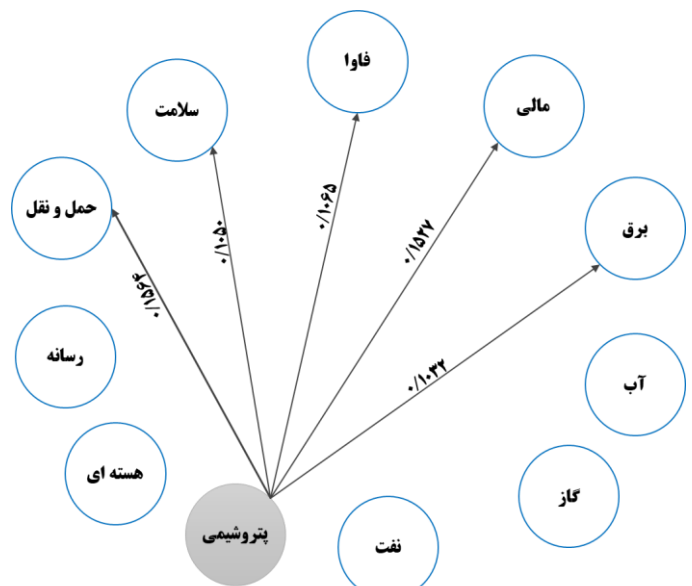 فاوا
مالی
سلامت
حمل و نقل
برق
۰/۱۵۶۴
۰/۱۰۵۰
۰/۱۰۶۵
۰/۱۵۲۷
۰/۱۰۳۲
رسانه
آب
هسته ای
گاز
پتروشیمی
نفت